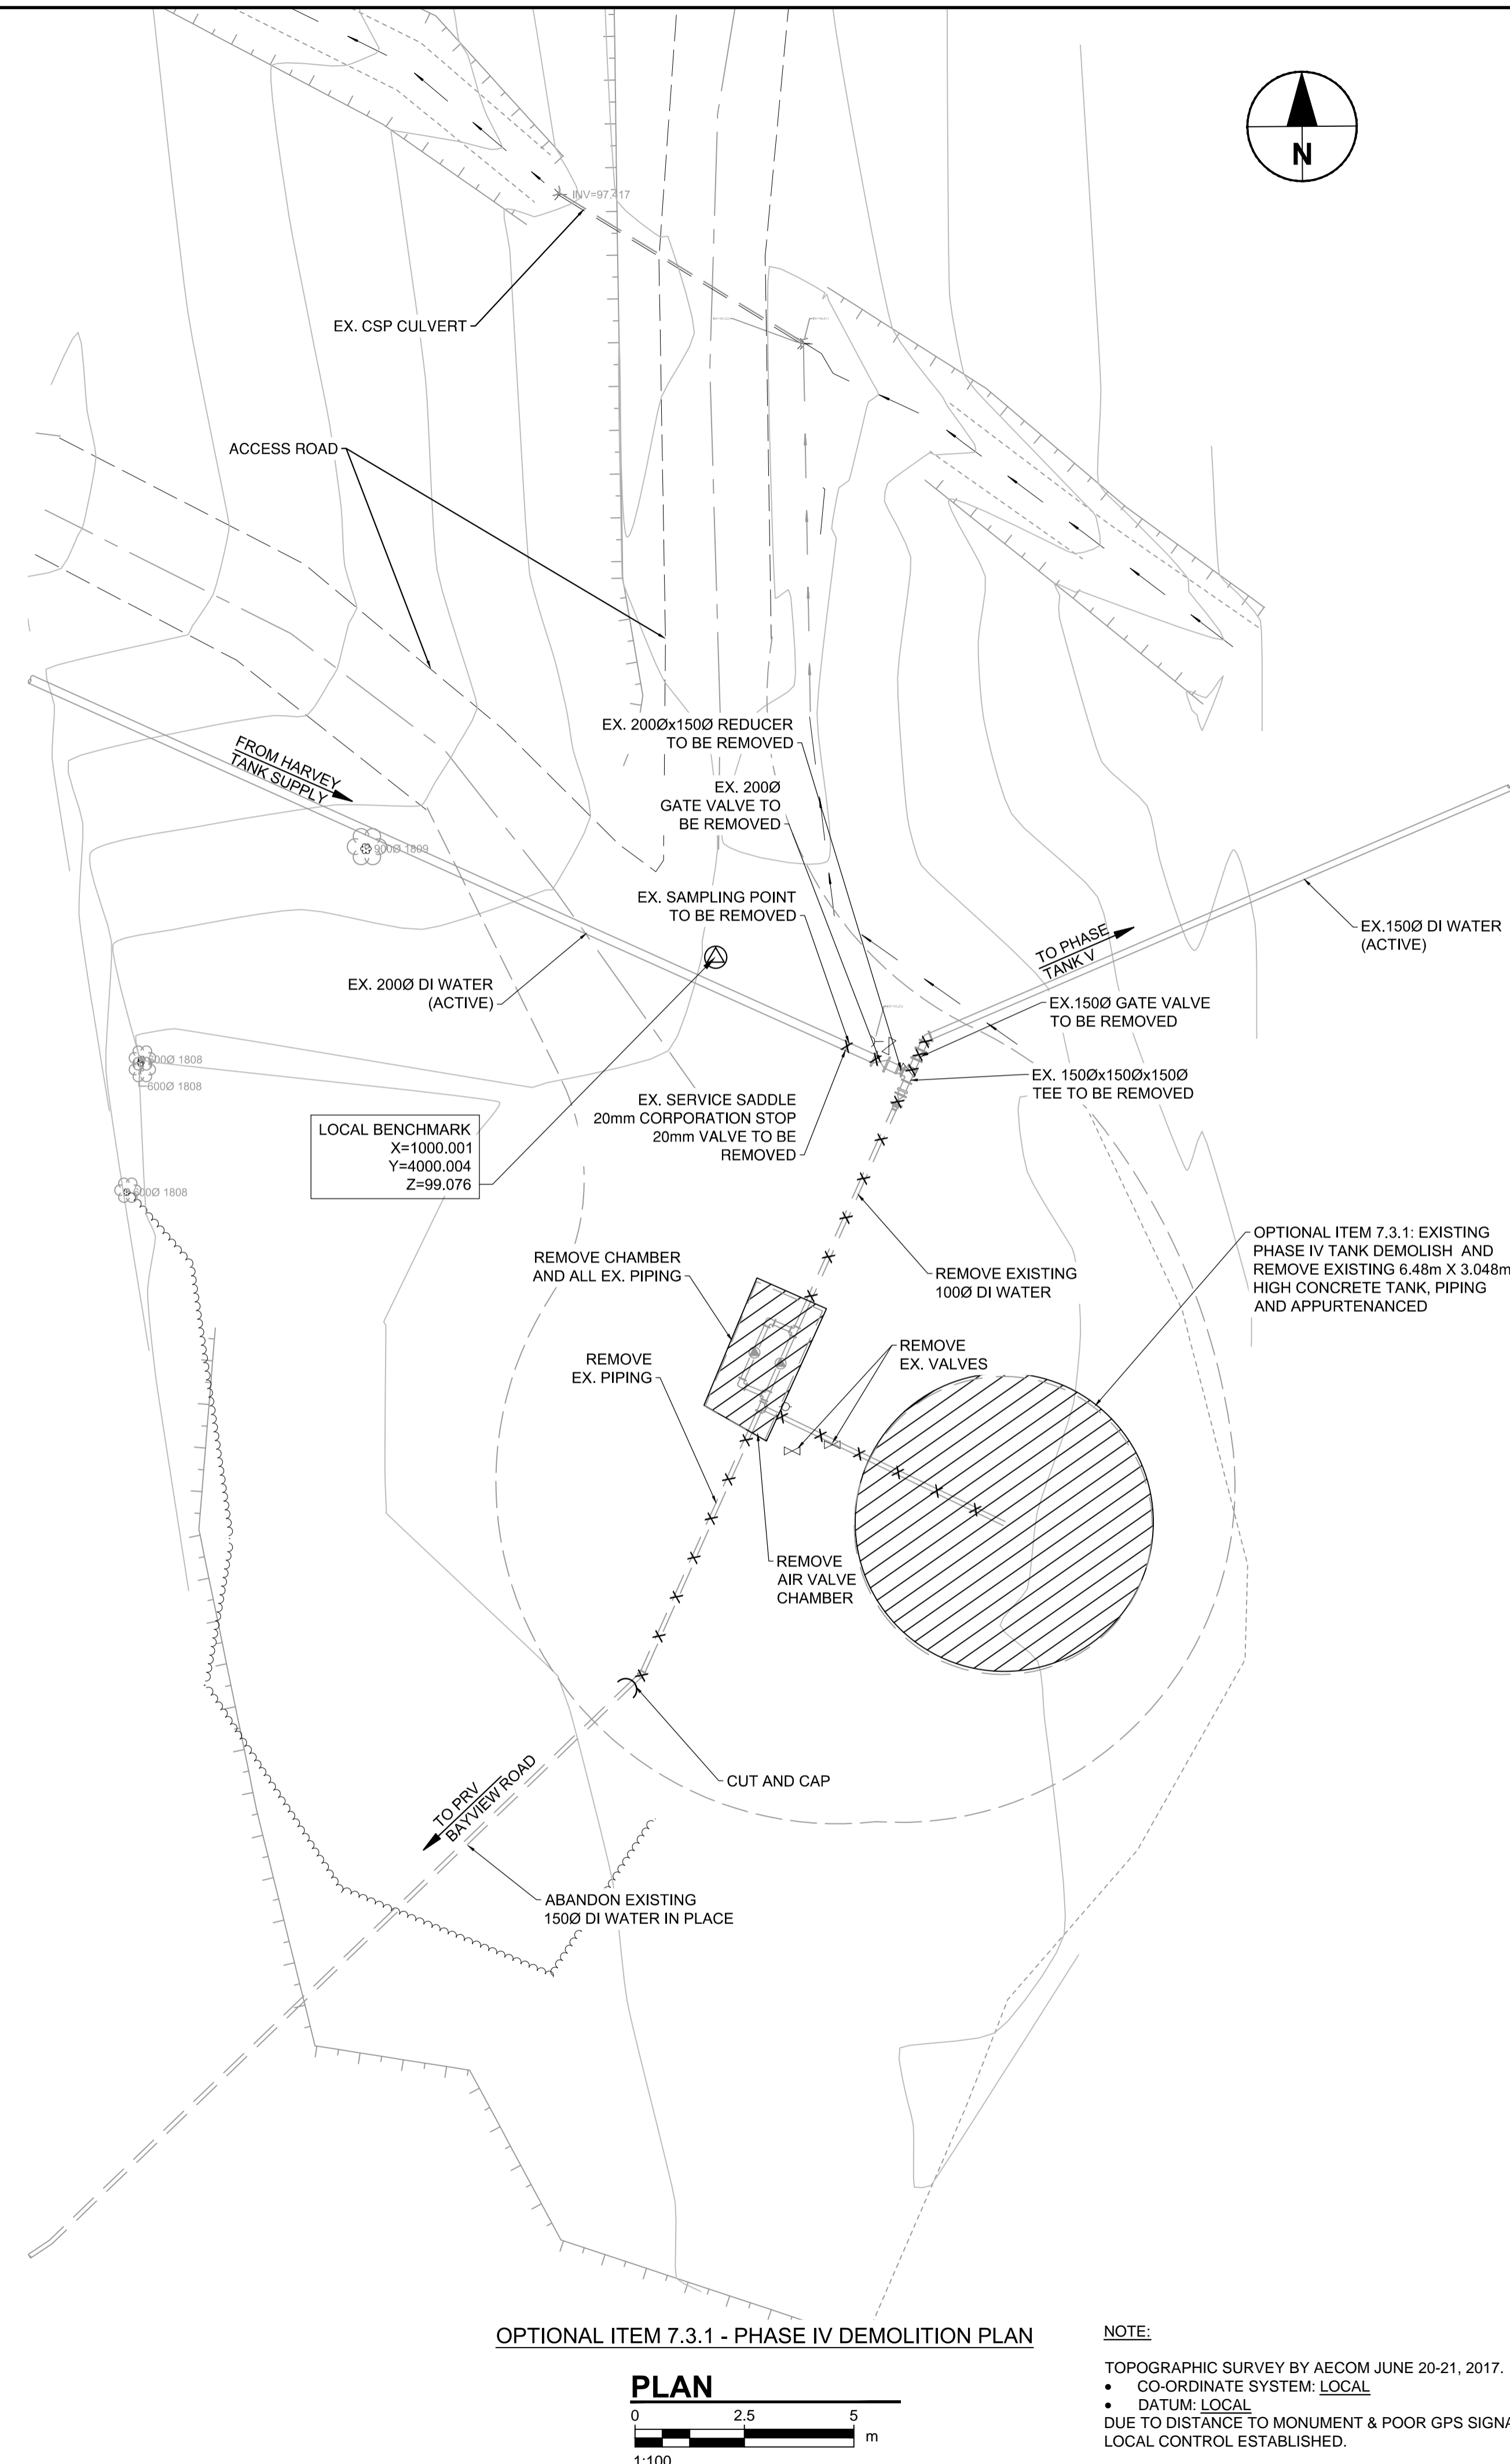 N
INV=97.417
EX. CSP CULVERT
ACCESS ROAD
EX. 200Øx150Ø REDUCER
TO BE REMOVED
FROM HARVEY
TANK SUPPLY
EX. 200Ø
GATE VALVE TO
BE REMOVED
900Ø 1809
EX. SAMPLING POINT
TO BE REMOVED
TO PHASE
TANK V
EX.150Ø DI WATER
(ACTIVE)
EX. 200Ø DI WATER
(ACTIVE)
EX.150Ø GATE VALVE
TO BE REMOVED
1808
600Ø 1808
EX. 150Øx150Øx150Ø
TEE TO BE REMOVED
EX. SERVICE SADDLE
20mm CORPORATION STOP
20mm VALVE TO BE
REMOVED
LOCAL BENCHMARK
X=1000.001
Y=4000.004
Z=99.076
1808
REMOVE CHAMBER
AND ALL EX. PIPING
REMOVE EXISTING
100Ø DI WATER
OPTIONAL ITEM 7.3.1: EXISTING
PHASE IV TANK DEMOLISH AND
REMOVE EXISTING 6.48m X 3.048m
HIGH CONCRETE TANK, PIPING
AND APPURTENANCED
REMOVE
EX. VALVES
REMOVE
EX. PIPING
REMOVE
AIR VALVE
CHAMBER
CUT AND CAP
TO PRV
BAYVIEW ROAD
ABANDON EXISTING
150Ø DI WATER IN PLACE
OPTIONAL ITEM 7.3.1 - PHASE IV DEMOLITION PLAN
PLAN
0 2.5 5
m
1:100
NOTE:
TOPOGRAPHIC SURVEY BY AECOM JUNE 20-21, 2017.
• CO-ORDINATE SYSTEM: LOCAL
• DATUM: LOCAL
DUE TO DISTANCE TO MONUMENT & POOR GPS SIGNA
LOCAL CONTROL ESTABLISHED.